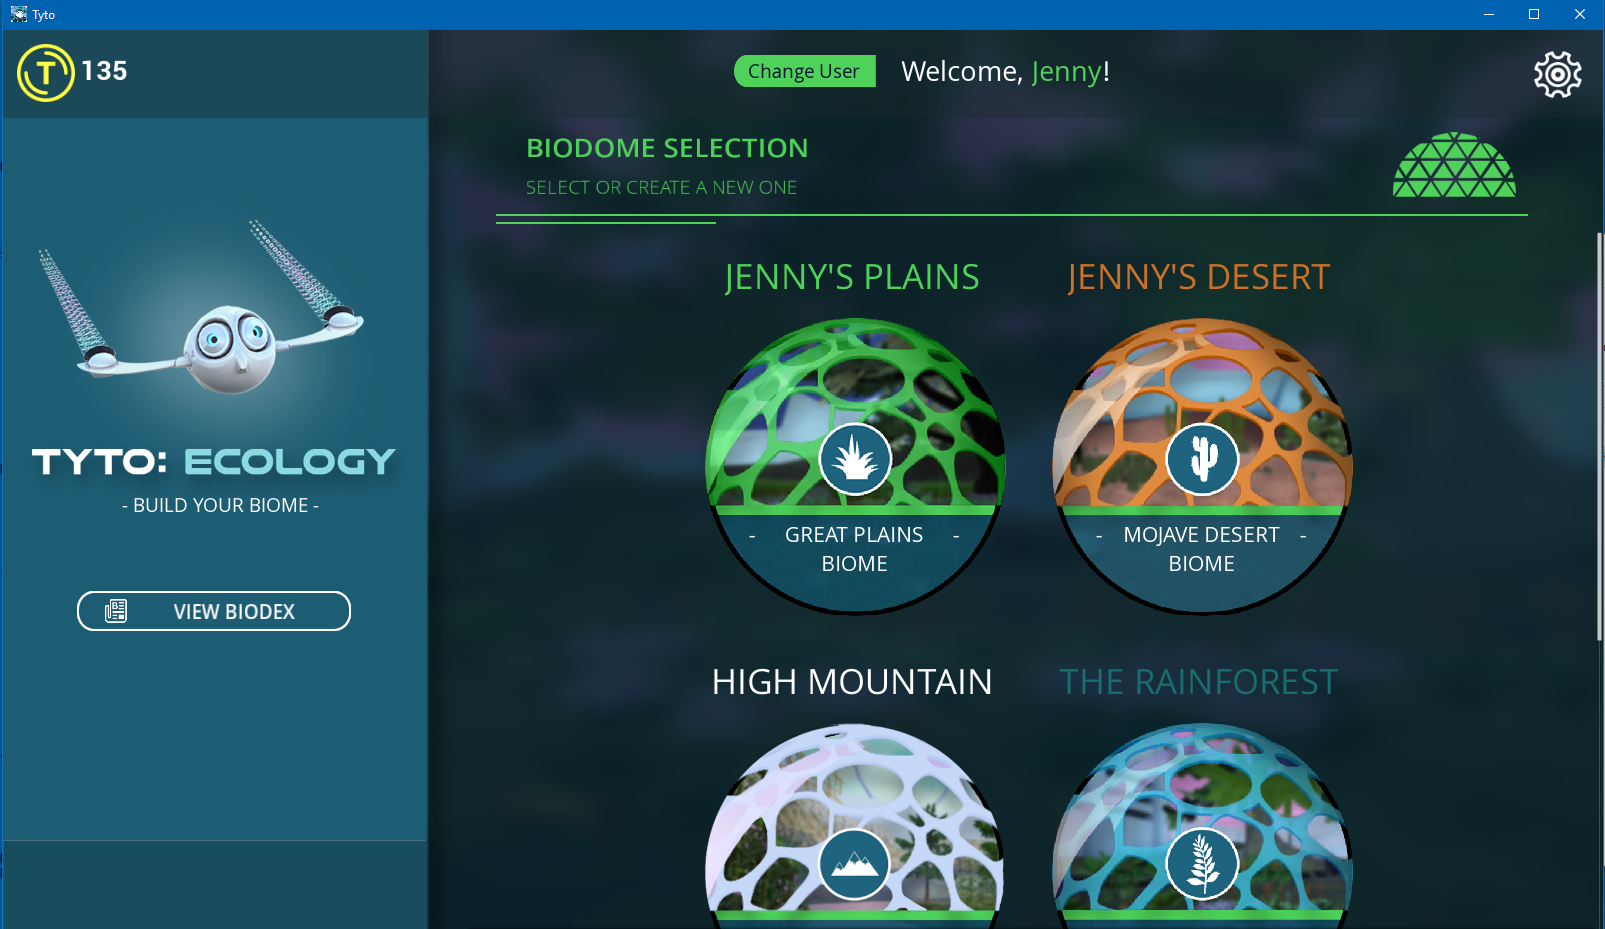 Tyto
135
Change User
Welcome, Jenny!
BIODOME SELECTION
SELECT OR CREATE A NEW ONE
TYTO: ECOLOGY
- BUILD YOUR BIOME -
VIEW BIODEX
JENNY'S PLAINS
- GREAT PLAINS -
BIOME
JENNY'S DESERT
- MOJAVE DESERT -
BIOME
HIGH MOUNTAIN
THE RAINFOREST